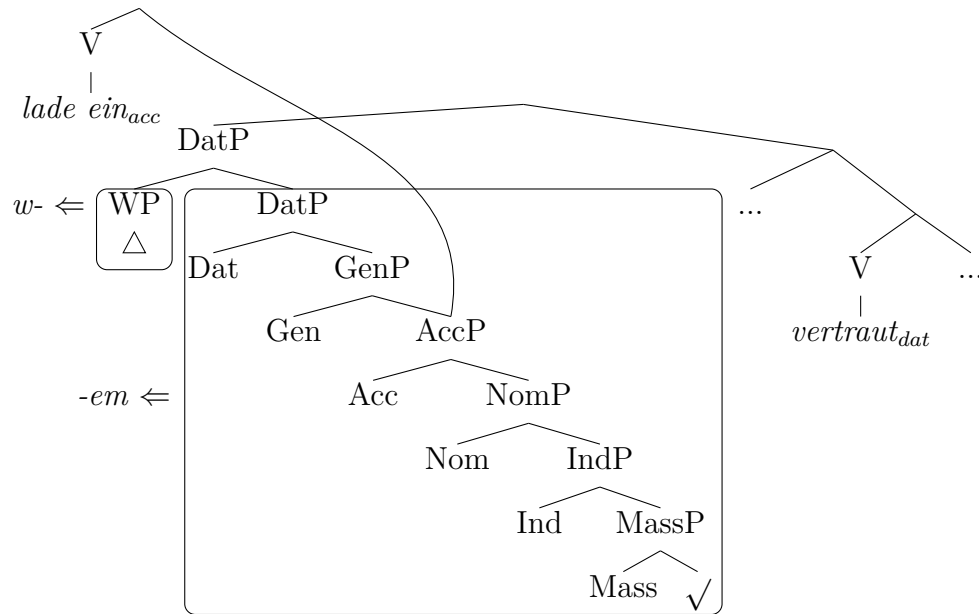 V
lade ein_acc
DatP
w- ⇐ WP DatP ...
△
Dat GenP V ...
Gen AccP vertraut_dat
-em ⇐ Acc NomP
Nom IndP
Ind MassP
Mass √